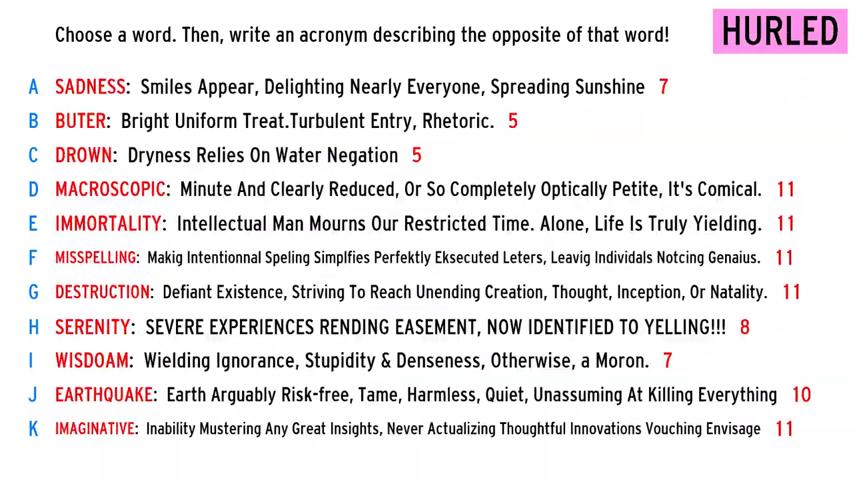 Choose a word. Then, write an acronym describing the opposite of that word!
HURLED
A SADNESS: Smiles Appear, Delighting Nearly Everyone, Spreading Sunshine 7
B BUTER: Bright Uniform Treat.Turbulent Entry, Rhetoric. 5
C DROWN: Dryness Relies On Water Negation 5
D MACROSCOPIC: Minute And Clearly Reduced, Or So Completely Optically Petite, It's Comical. 11
E IMMORTALITY: Intellectual Man Mourns Our Restricted Time. Alone, Life Is Truly Yielding. 11
F MISSPELLING: Makig Intentionnal Speling Simplfies Perfektly Eksecuted Leters, Leavig Individals Notcing Genaius. 11
G DESTRUCTION: Defiant Existence, Striving To Reach Unending Creation, Thought, Inception, Or Natality. 11
H SERENITY: SEVERE EXPERIENCES RENDING EASEMENT, NOW IDENTIFIED TO YELLING!!! 8
I WISDOAM: Wielding Ignorance, Stupidity & Denseness, Otherwise, a Moron. 7
J EARTHQUAKE: Earth Arguably Risk-free, Tame, Harmless, Quiet, Unassuming At Killing Everything 10
K IMAGINATIVE: Inability Mustering Any Great Insights, Never Actualizing Thoughtful Innovations Vouching Envisage 11